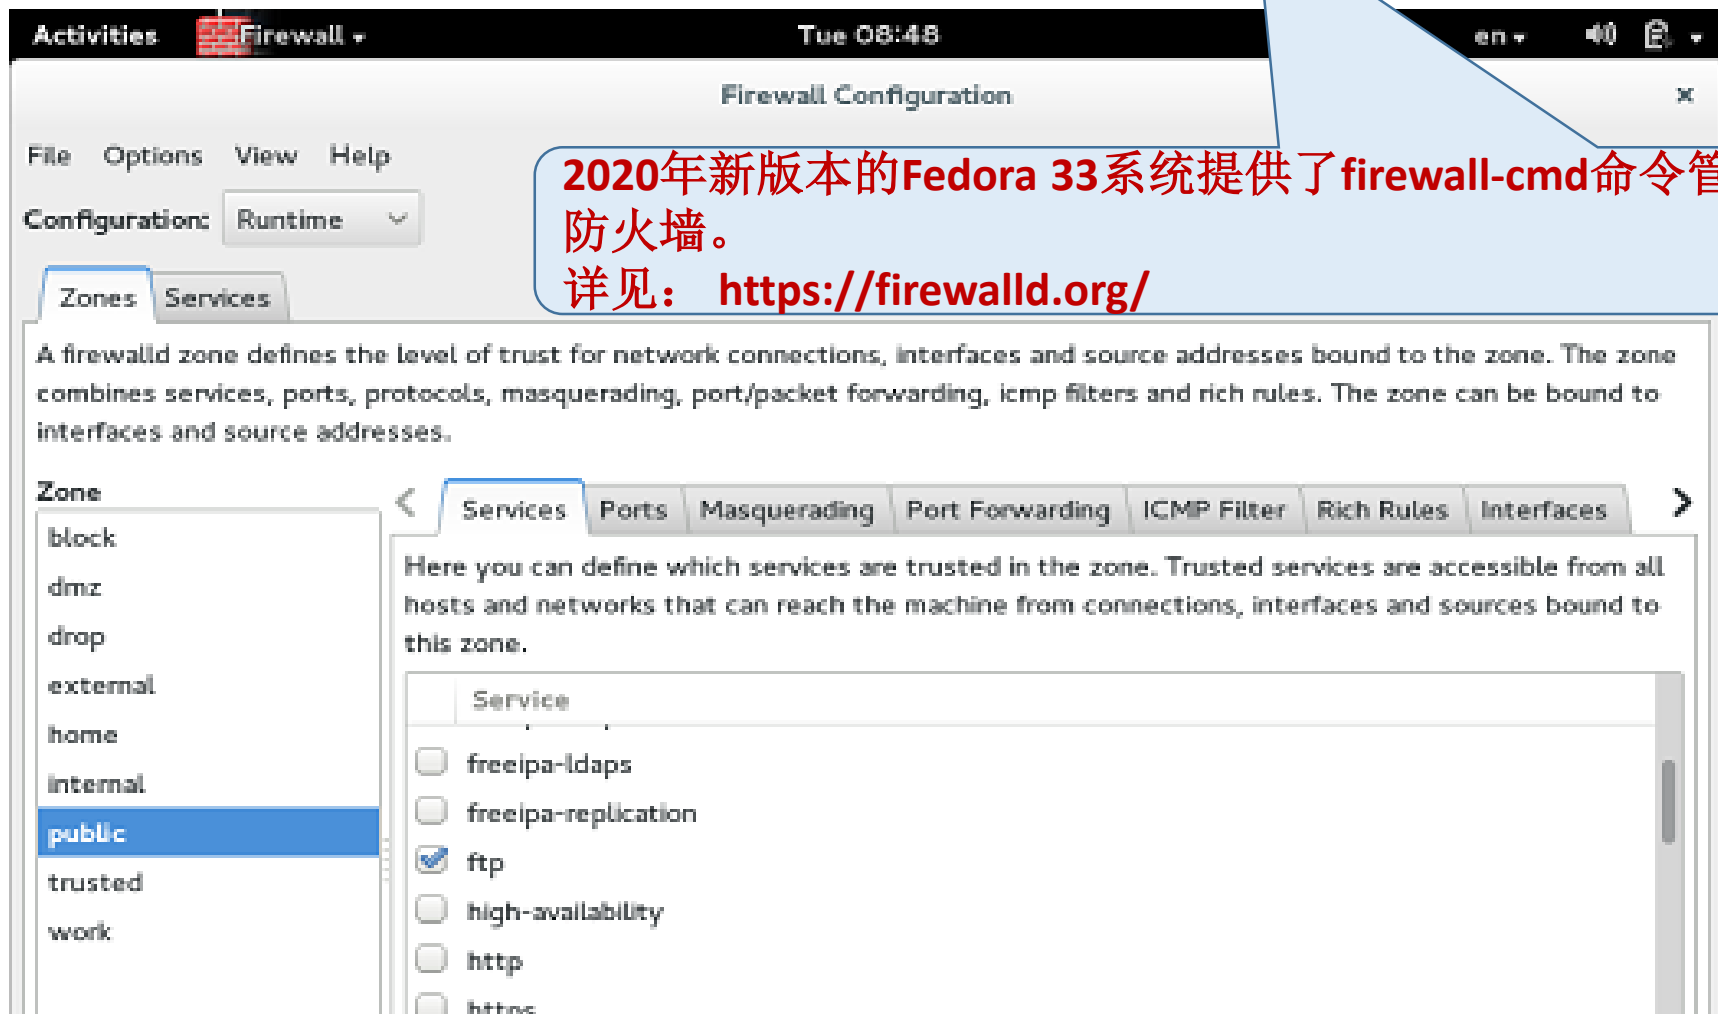 Activities Firewall Tue 08:48 en
Firewall Configuration
File Options View Help
Configuration: Runtime
2020年新版本的Fedora 33系统提供了firewall-cmd命令管
防火墙。
详见： https://firewalld.org/
Zones Services
A firewalld zone defines the level of trust for network connections, interfaces and source addresses bound to the zone. The zone
combines services, ports, protocols, masquerading, port/packet forwarding, icmp filters and rich rules. The zone can be bound to
interfaces and source addresses.
Zone
block
dmz
drop
external
home
internal
public
trusted
work
Services Ports Masquerading Port Forwarding ICMP Filter Rich Rules Interfaces
Here you can define which services are trusted in the zone. Trusted services are accessible from all
hosts and networks that can reach the machine from connections, interfaces and sources bound to
this zone.
Service
freeipa-ldaps
freeipa-replication
ftp
high-availability
http
https